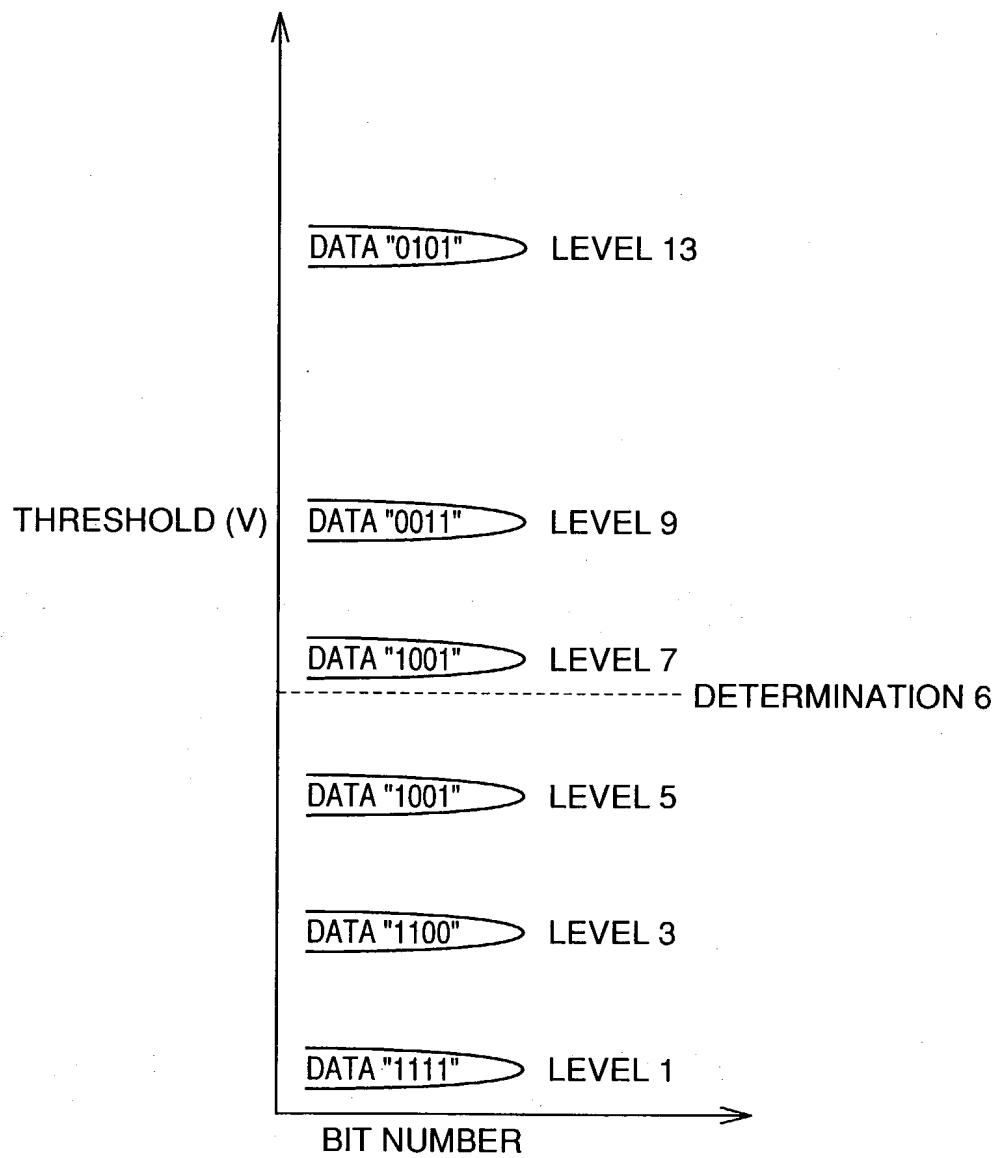 DATA "0101" LEVEL 13
THRESHOLD (V) DATA "0011" LEVEL 9
DATA "1001" LEVEL 7
DETERMINATION 6
DATA "1001" LEVEL 5
DATA "1100" LEVEL 3
DATA "1111" LEVEL 1
BIT NUMBER